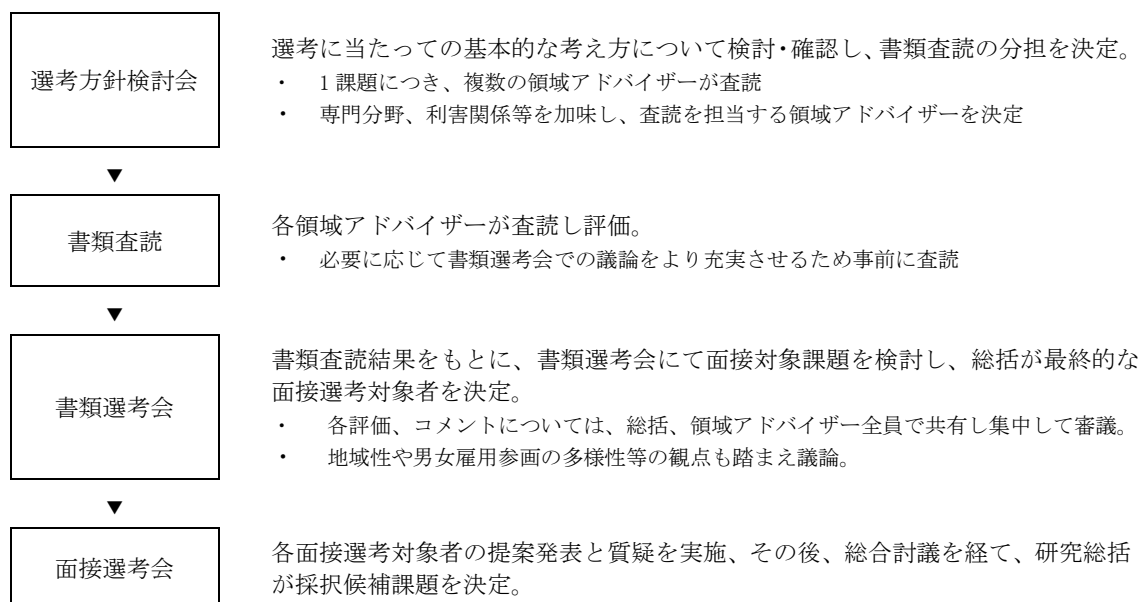 選考方針検討会
選考に当たっての基本的な考え方について検討・確認し、書類査読の分担を決定。
・ 1課題につき、複数の領域アドバイザーが査読
・ 専門分野、利害関係等を加味し、査読を担当する領域アドバイザーを決定
▼
書類査読
各領域アドバイザーが査読し評価。
・ 必要に応じて書類選考会での議論をより充実させるため事前に査読
▼
書類選考会
書類査読結果をもとに、書類選考会にて面接対象課題を検討し、総括が最終的な
面接選考対象者を決定。
・ 各評価、コメントについては、総括、領域アドバイザー全員で共有し集中して審議。
・ 地域性や男女雇用参画の多様性等の観点も踏まえ議論。
▼
面接選考会
各面接選考対象者の提案発表と質疑を実施、その後、総合討議を経て、研究総括
が採択候補課題を決定。